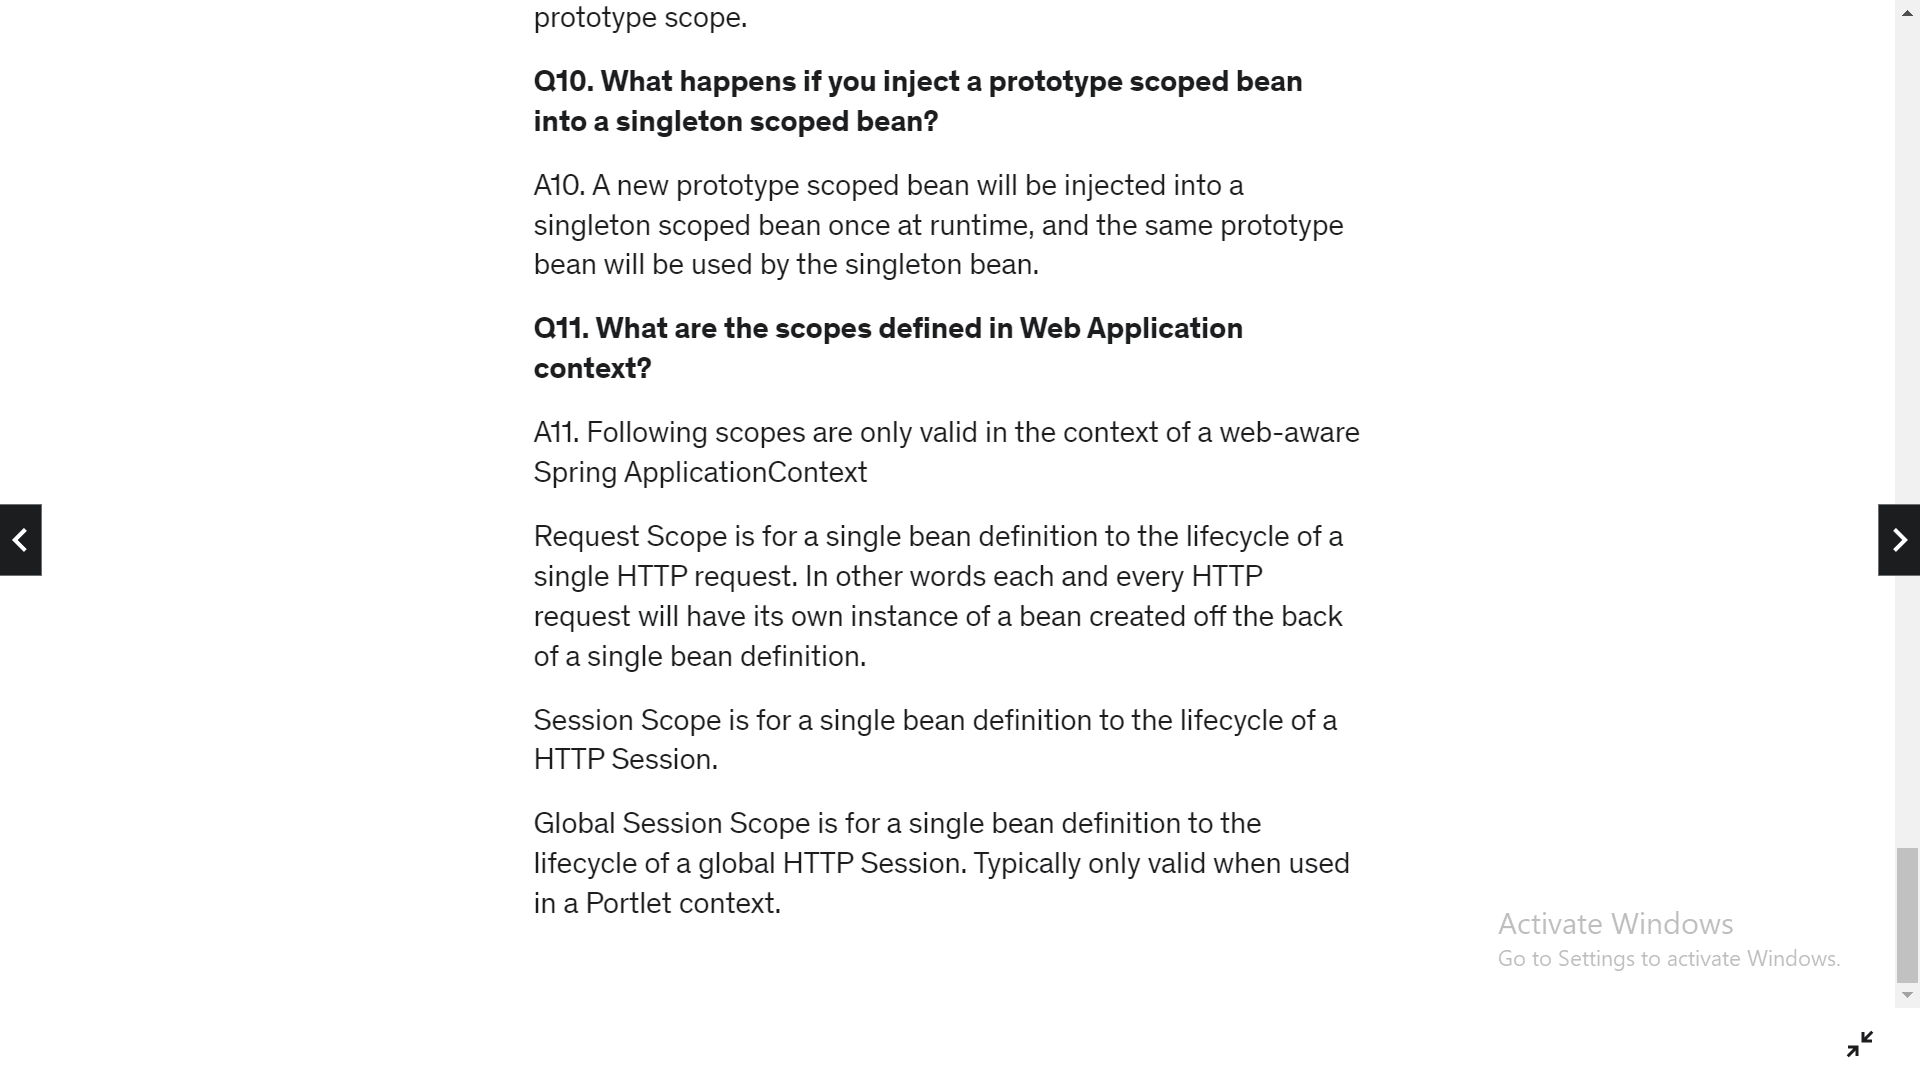 prototype scope.
Q10. What happens if you inject a prototype scoped bean
into a singleton scoped bean?
A10. A new prototype scoped bean will be injected into a
singleton scoped bean once at runtime, and the same prototype
bean will be used by the singleton bean.
Q11. What are the scopes defined in Web Application
context?
A11. Following scopes are only valid in the context of a web-aware
Spring ApplicationContext
Request Scope is for a single bean definition to the lifecycle of a
single HTTP request. In other words each and every HTTP
request will have its own instance of a bean created off the back
of a single bean definition.
Session Scope is for a single bean definition to the lifecycle of a
HTTP Session.
Global Session Scope is for a single bean definition to the
lifecycle of a global HTTP Session. Typically only valid when used
in a Portlet context.
Activate Windows
Go to Settings to activate Windows.